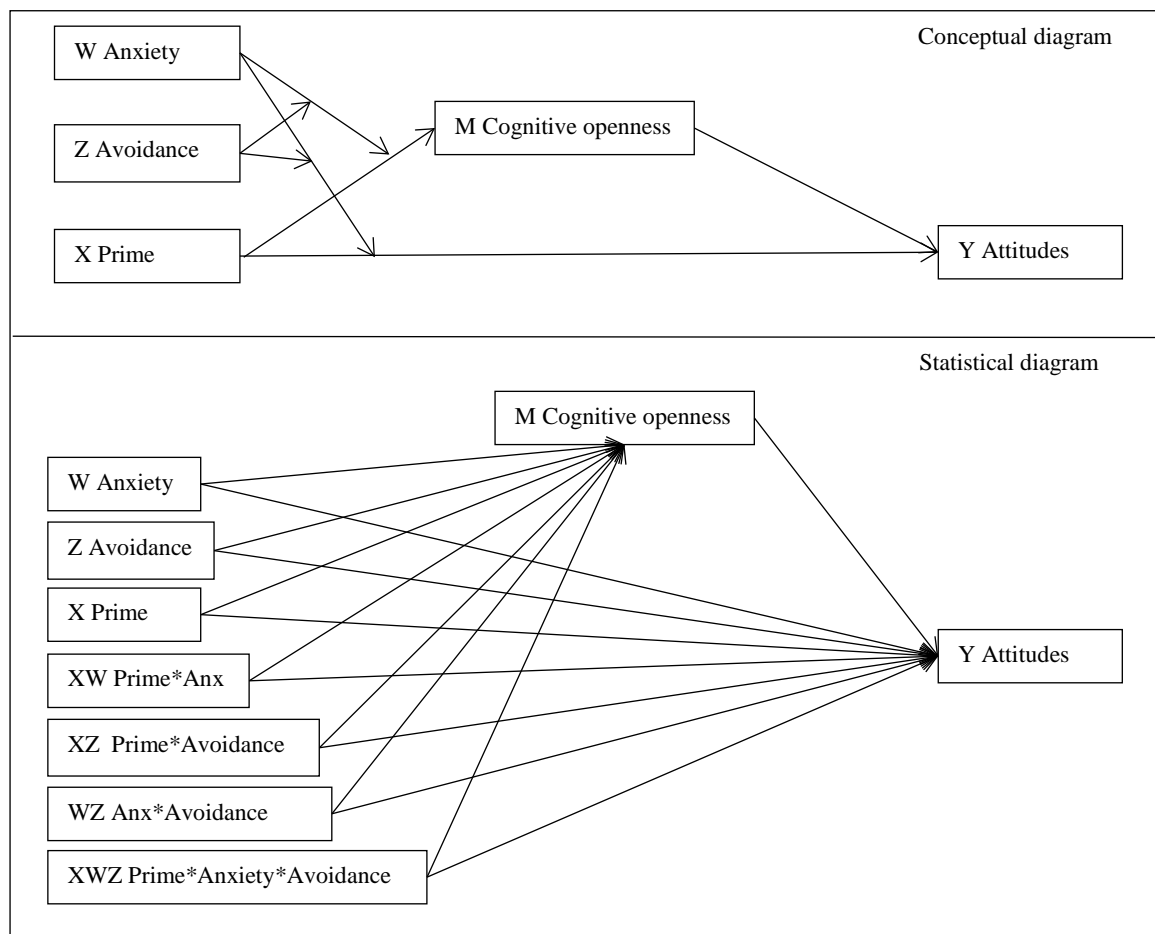 Conceptual diagram
W Anxiety
M Cognitive openness
Z Avoidance
X Prime
Y Attitudes
Statistical diagram
M Cognitive openness
W Anxiety
Z Avoidance
X Prime
Y Attitudes
XW Prime*Anx
XZ Prime*Avoidance
WZ Anx*Avoidance
XWZ Prime*Anxiety*Avoidance